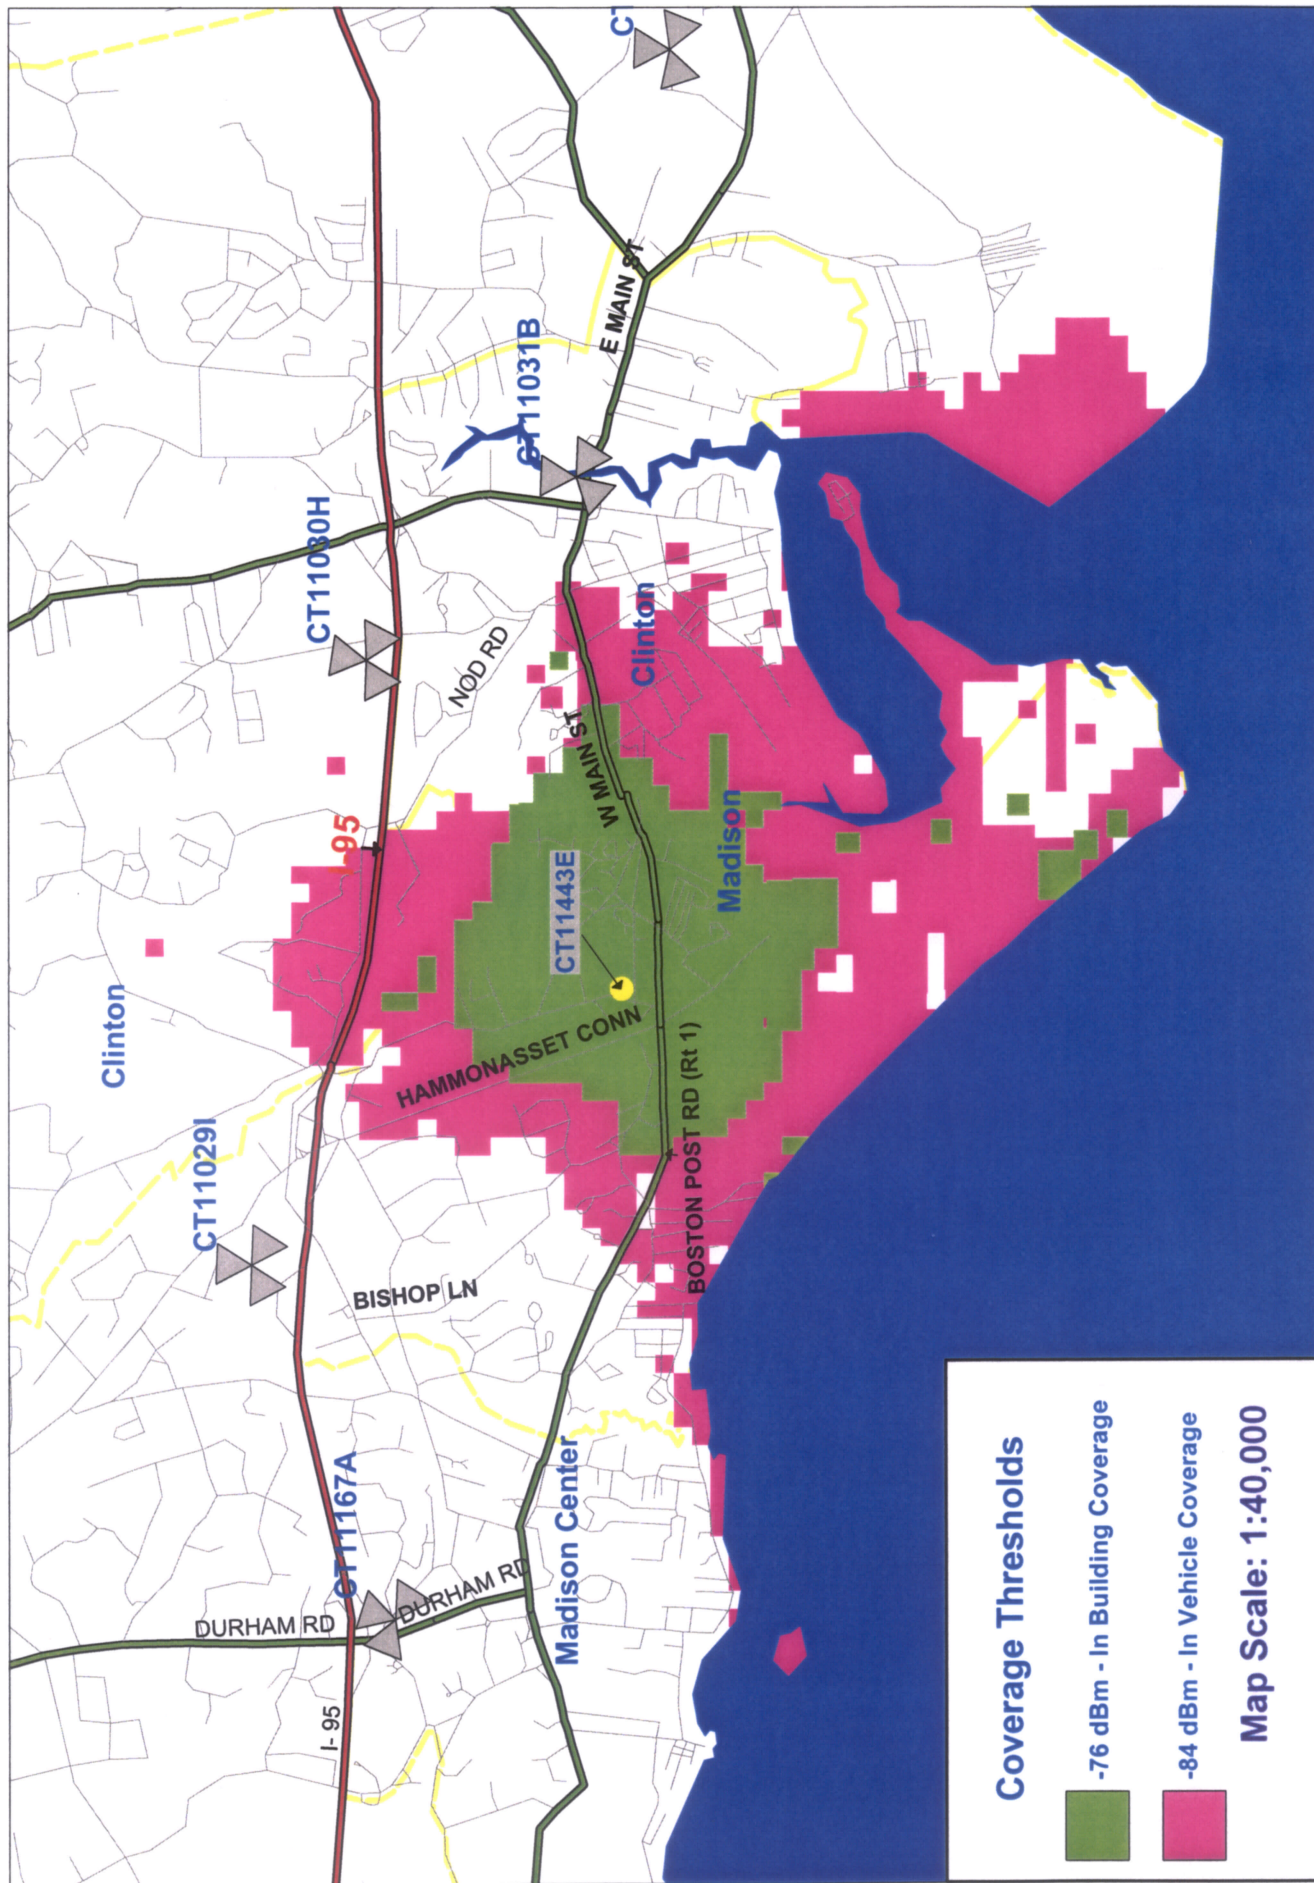 Clinton
CT11029I
CT11030H
CT11031B
CT
I-95
NOD RD
E MAIN ST
Clinton
W MAIN ST
CT11443E
Madison
HAMMONASSET CONN
BOSTON POST RD (Rt 1)
BISHOP LN
CT11167A
DURHAM RD
DURHAM RD
I-95
Madison Center
Coverage Thresholds
-76 dBm - In Building Coverage
-84 dBm - In Vehicle Coverage
Map Scale: 1:40,000